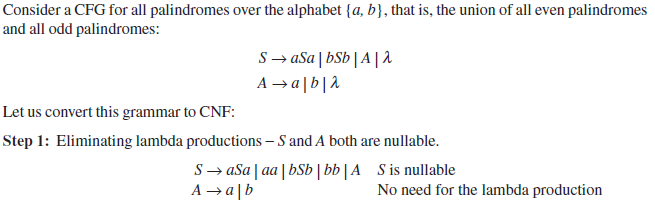 Consider a CFG for all palindromes over the alphabet {a, b}, that is, the union of all even palindromes
and all odd palindromes:
S → aSa | bSb | A | λ
A → a | b | λ
Let us convert this grammar to CNF:
Step 1: Eliminating lambda productions – S and A both are nullable.
S → aSa | aa | bSb | bb | A S is nullable
A → a | b No need for the lambda production